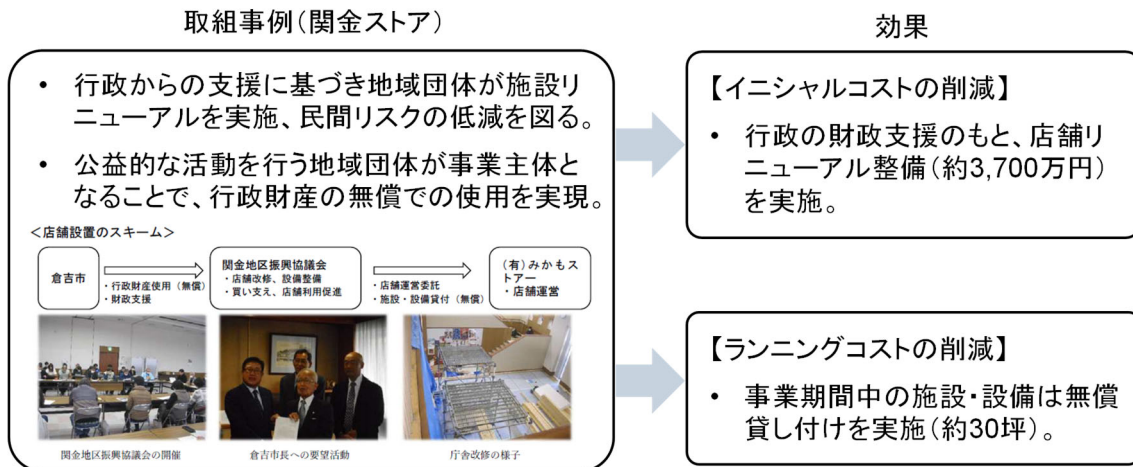 取組事例(関金ストア)
• 行政からの支援に基づき地域団体が施設リ
ニューアルを実施、民間リスクの低減を図る。
• 公益的な活動を行う地域団体が事業主体と
なることで、行政財産の無償での使用を実現。
<店舗設置のスキーム>
倉吉市
・行政財産使用(無償)
・財政支援
関金地区振興協議会
・店舗改修、設備整備
・買い支え、店舗利用促進
・店舗運営委託
・施設・設備貸付(無償)
(有)みかもス
トアー
・店舗運営
関金地区振興協議会の開催
倉吉市長への要望活動
庁舎改修の様子
効果
【イニシャルコストの削減】
• 行政の財政支援のもと、店舗リ
ニューアル整備(約3,700万円)
を実施。
【ランニングコストの削減】
• 事業期間中の施設・設備は無償
貸し付けを実施(約30坪)。